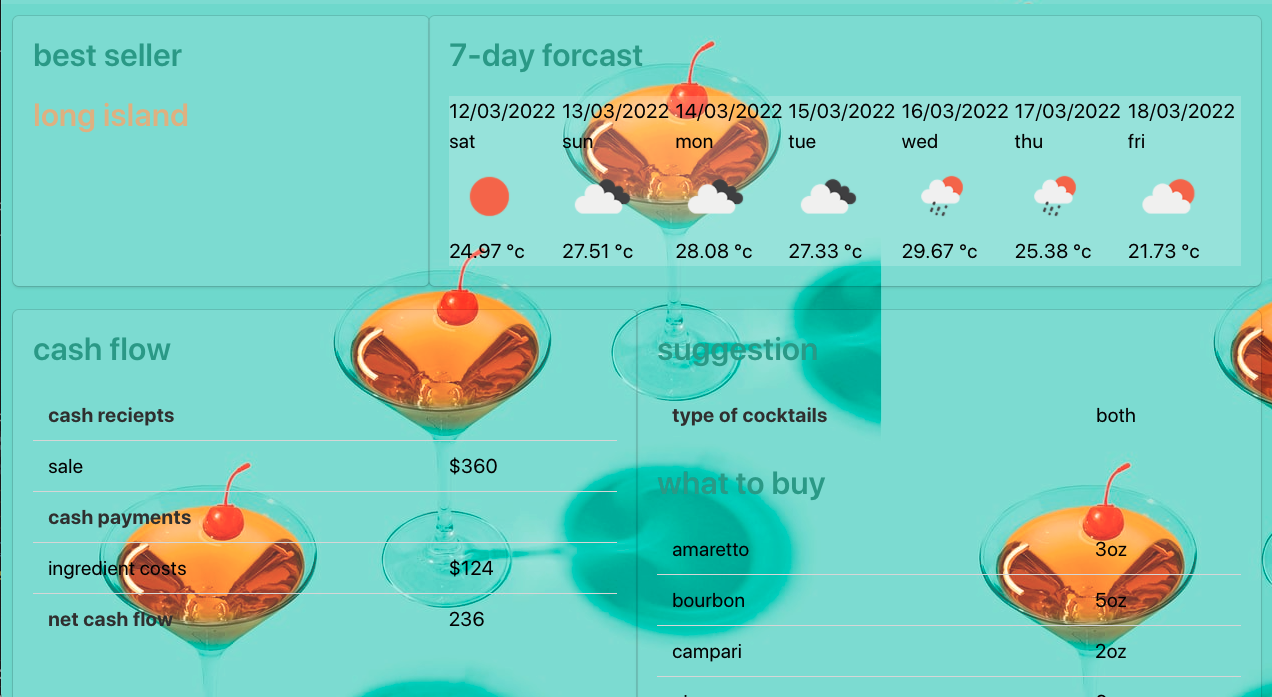 best seller
long island
7-day forcast
12/03/2022 13/03/2022 14/03/2022 15/03/2022 16/03/2022 17/03/2022 18/03/2022
sat sun mon tue wed thu fri
24.97 °c 27.51 °c 28.08 °c 27.33 °c 29.67 °c 25.38 °c 21.73 °c
cash flow
cash reciepts
sale $360
cash payments
ingredient costs $124
net cash flow 236
suggestion
type of cocktails both
what to buy
amaretto 3oz
bourbon 5oz
campari 2oz